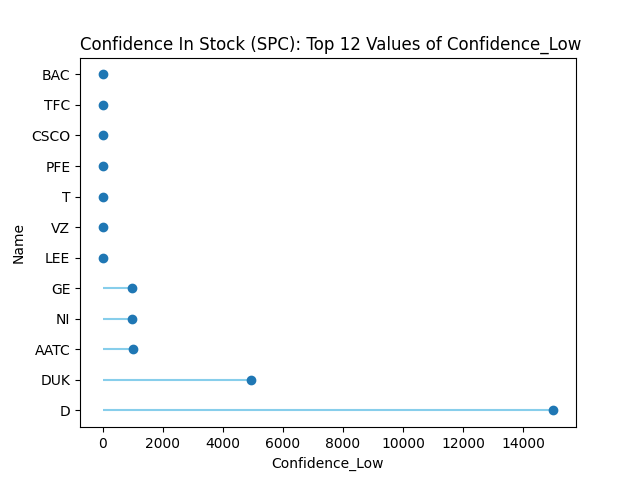 Confidence In Stock (SPC): Top 12 Values of Confidence_Low
BAC
TFC
CSCO
PFE
T
VZ
LEE
GE
NI
AATC
DUK
D
Name
0 2000 4000 6000 8000 10000 12000 14000
Confidence_Low